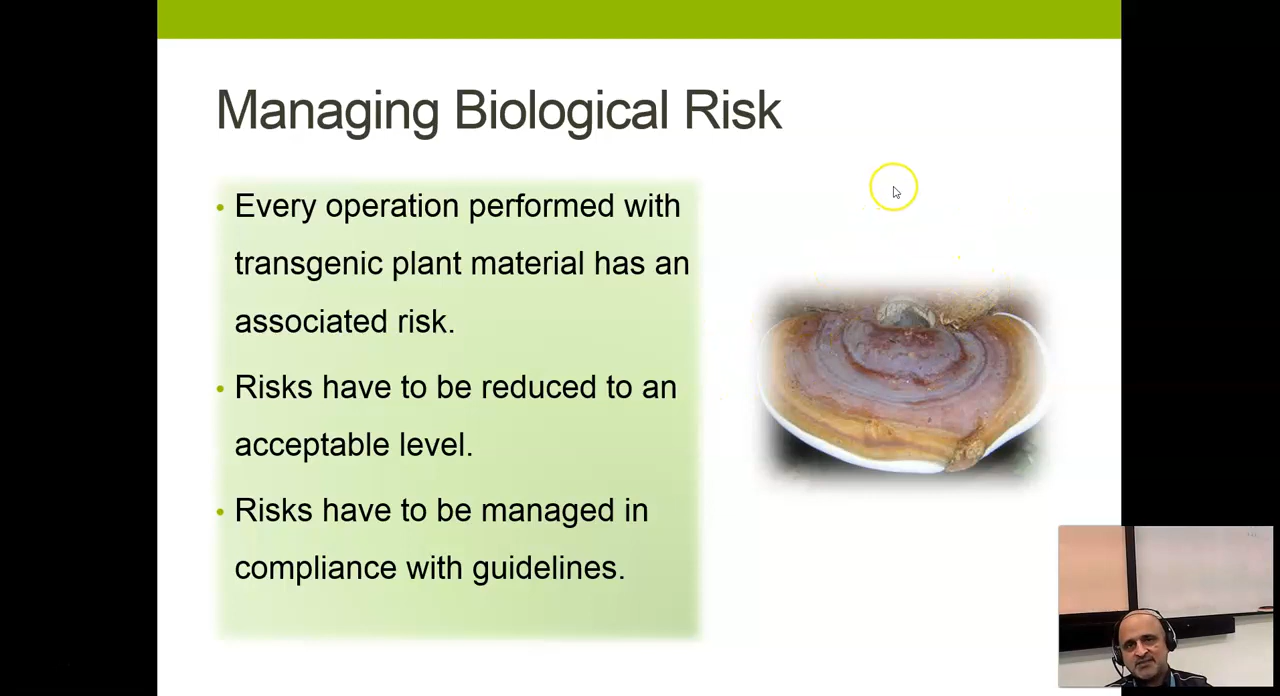 Managing Biological Risk
• Every operation performed with
transgenic plant material has an
associated risk.
• Risks have to be reduced to an
acceptable level.
• Risks have to be managed in
compliance with guidelines.